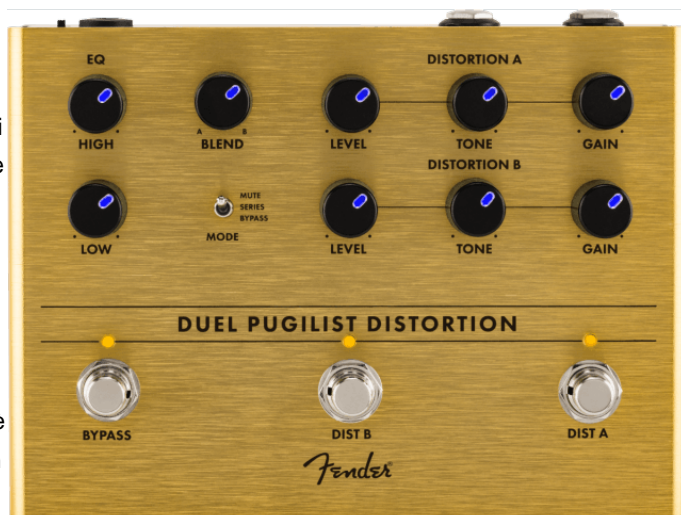 EQ
DISTORTION A
A B
HIGH BLEND LEVEL TONE GAIN
DISTORTION B
MUTE
SERIES
BYPASS
MODE
LOW LEVEL TONE GAIN
DUEL PUGILIST DISTORTION
BYPASS DIST B DIST A
Fender